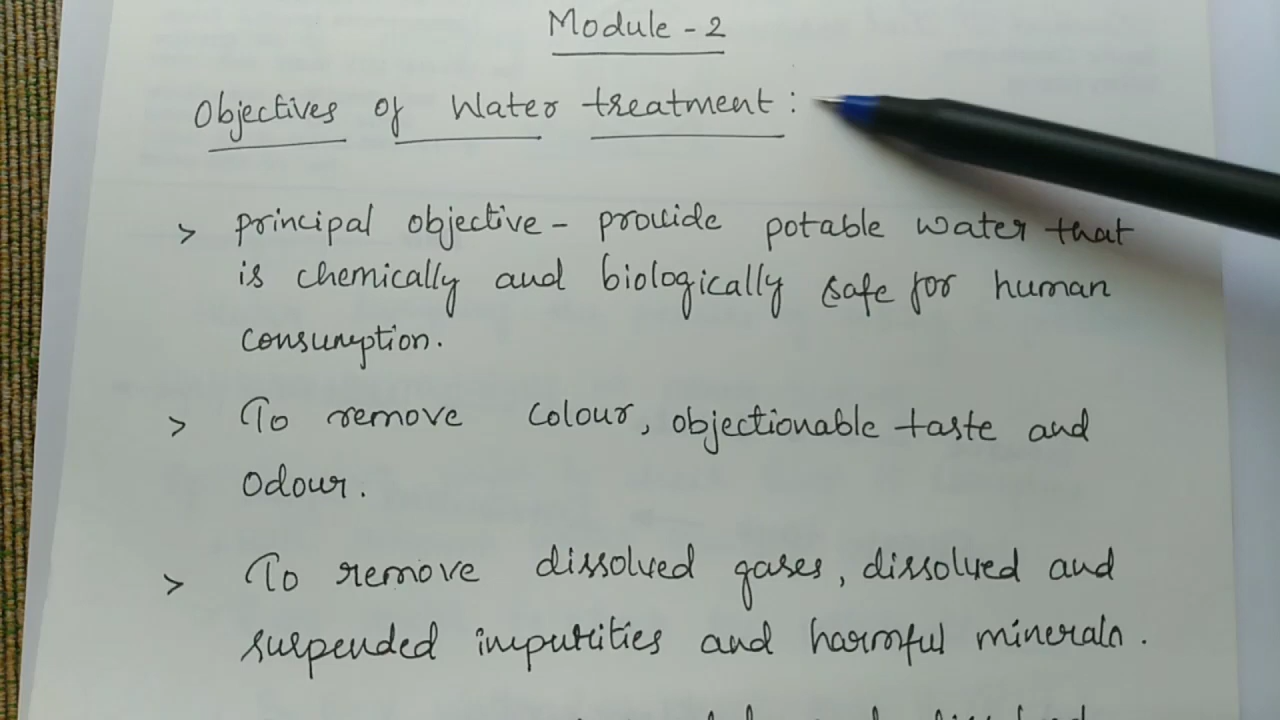 Module - 2
Objectives of Water treatment :
> principal objective - provide potable water that
is chemically and biologically safe for human
consumption.
> To remove colour, objectionable taste and
odour.
> To remove dissolved gases, dissolved and
suspended impurities and harmful minerals.